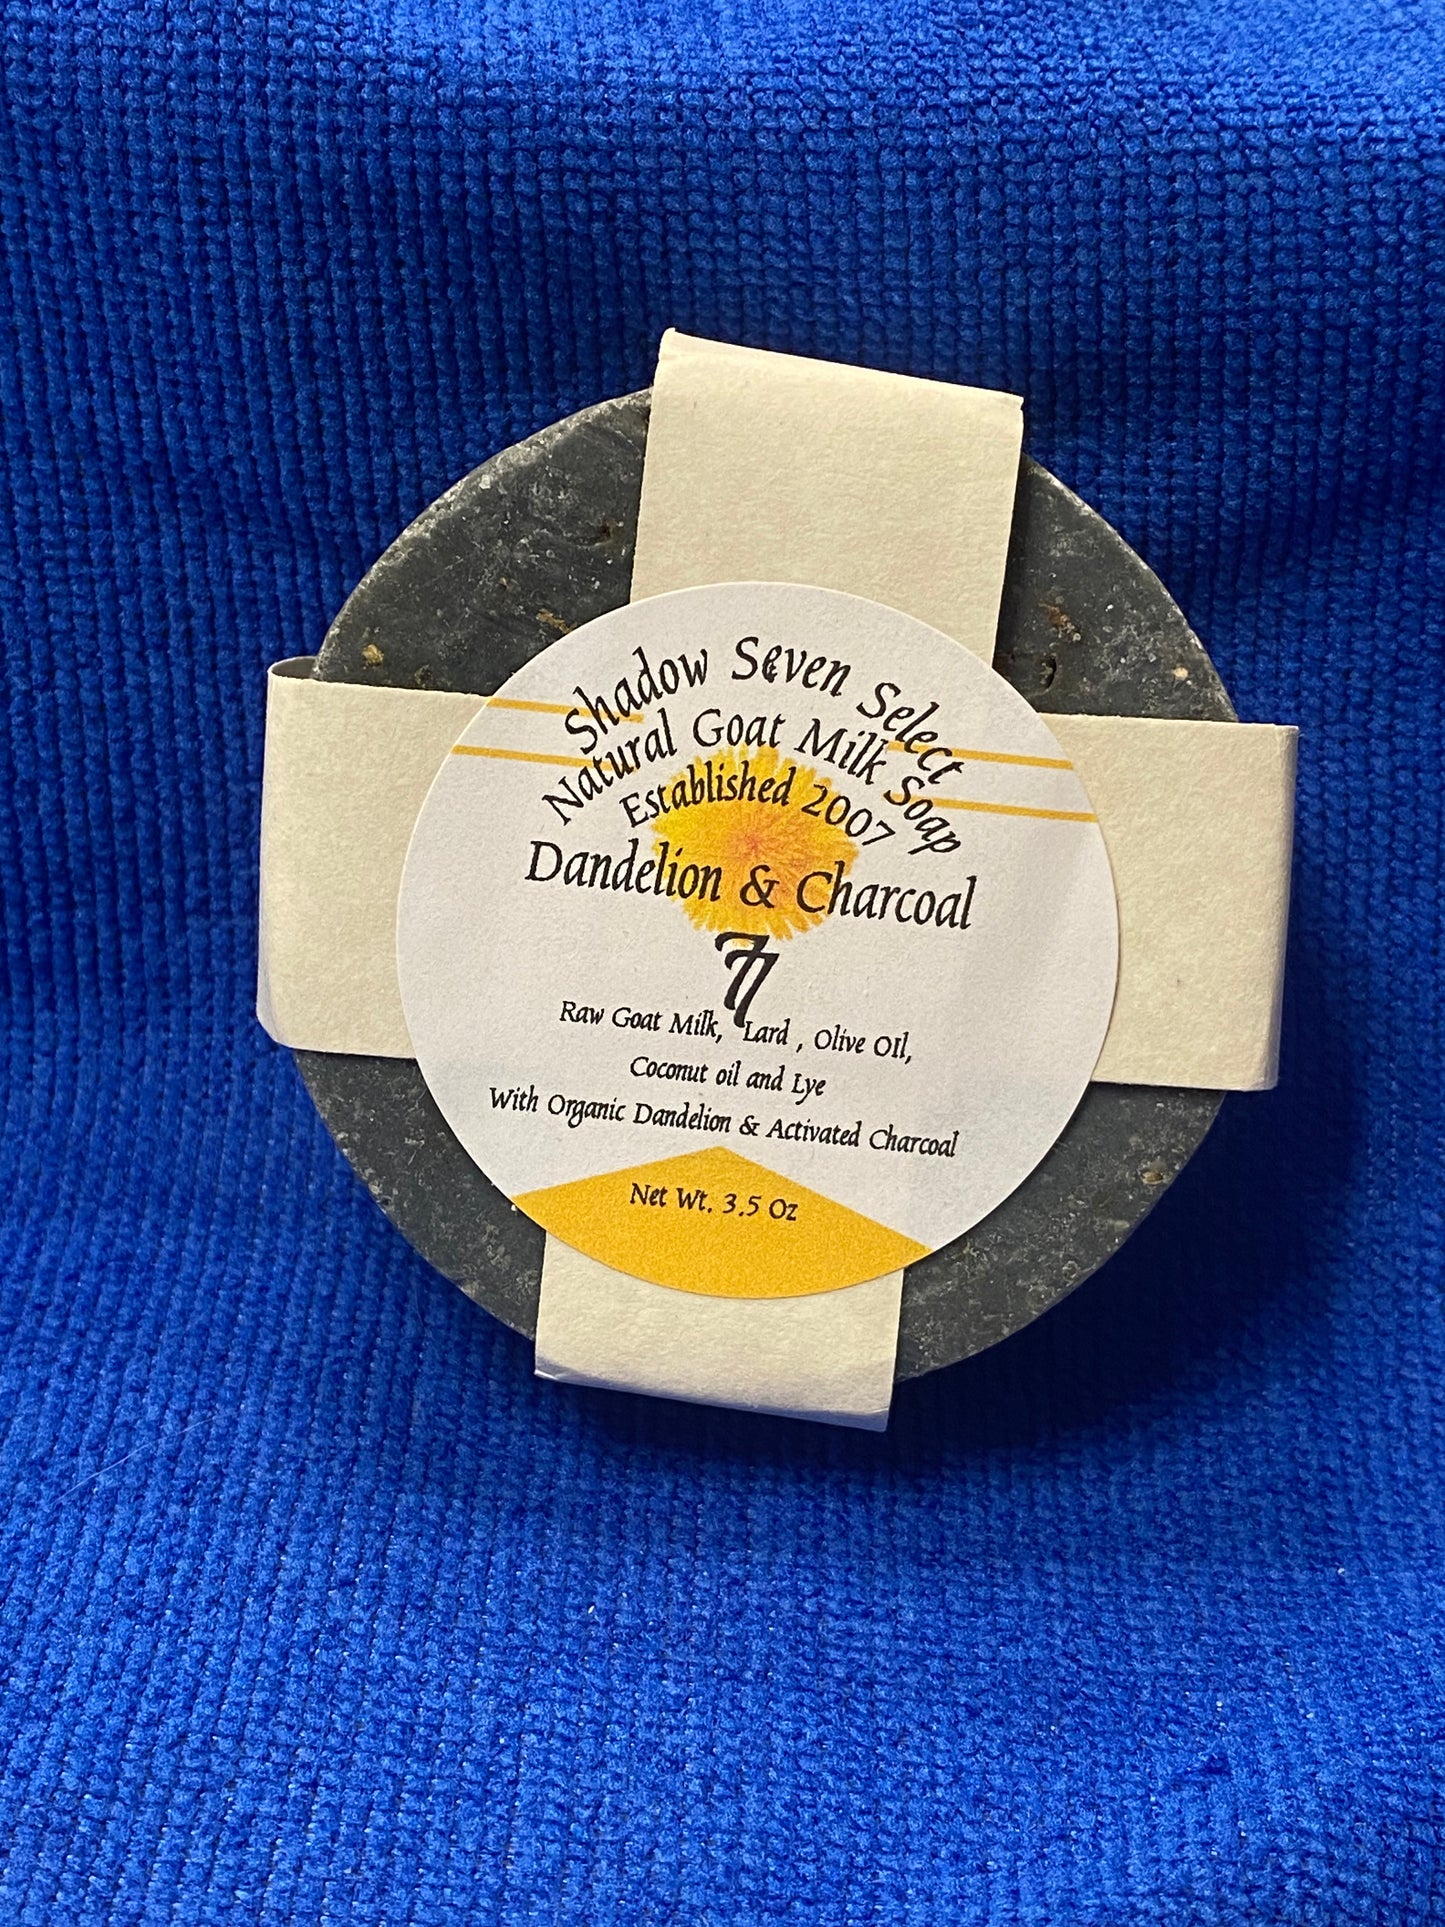 Shadow Seven Select
Natural Goat Milk Soap
Established 2007
Dandelion & Charcoal
77
Raw Goat Milk, Lard , Olive OIl,
Coconut oil and Lye
With Organic Dandelion & Activated Charcoal
Net Wt. 3.5 Oz